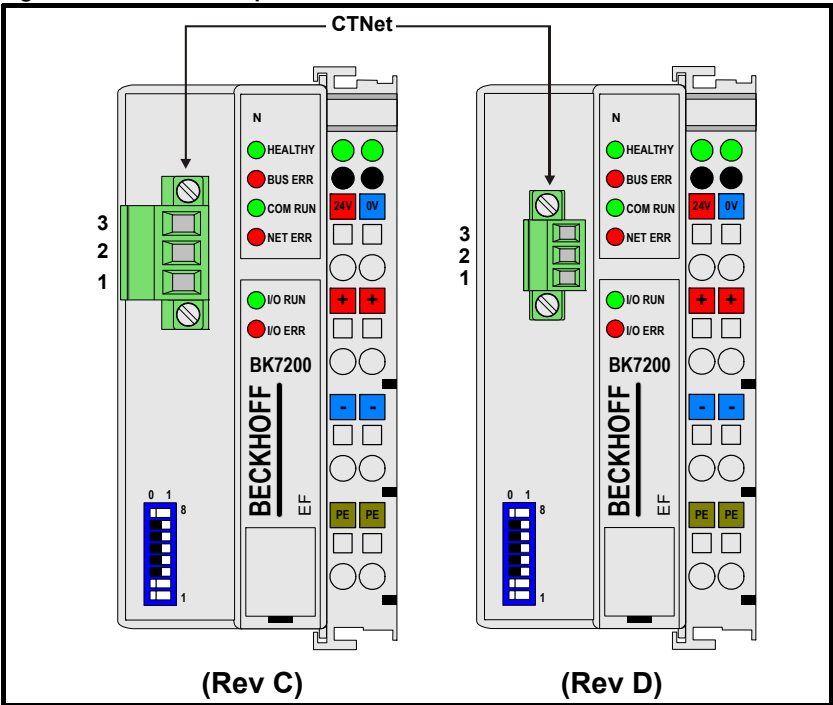 CTNet
N
HEALTHY
BUS ERR
COM RUN
NET ERR
24V 0V
3
2
1
I/O RUN
I/O ERR
+ +
BK7200
BECKHOFF
EF
- -
0 1
8
1
PE PE
(Rev C)
N
HEALTHY
BUS ERR
COM RUN
NET ERR
24V 0V
3
2
1
I/O RUN
I/O ERR
+ +
BK7200
BECKHOFF
EF
- -
0 1
8
1
PE PE
(Rev D)